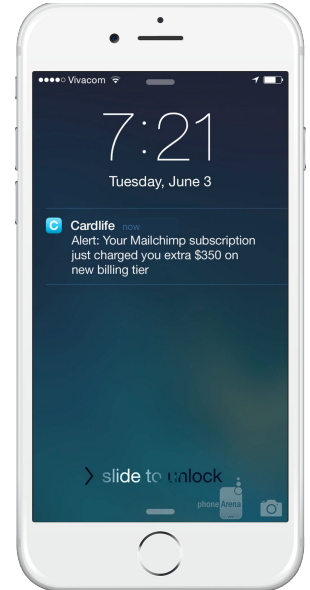 Vivacom
7:21
Tuesday, June 3
C
Cardlife now
Alert: Your Mailchimp subscription
just charged you extra $350 on
new billing tier
> slide to unlock
phoneArena